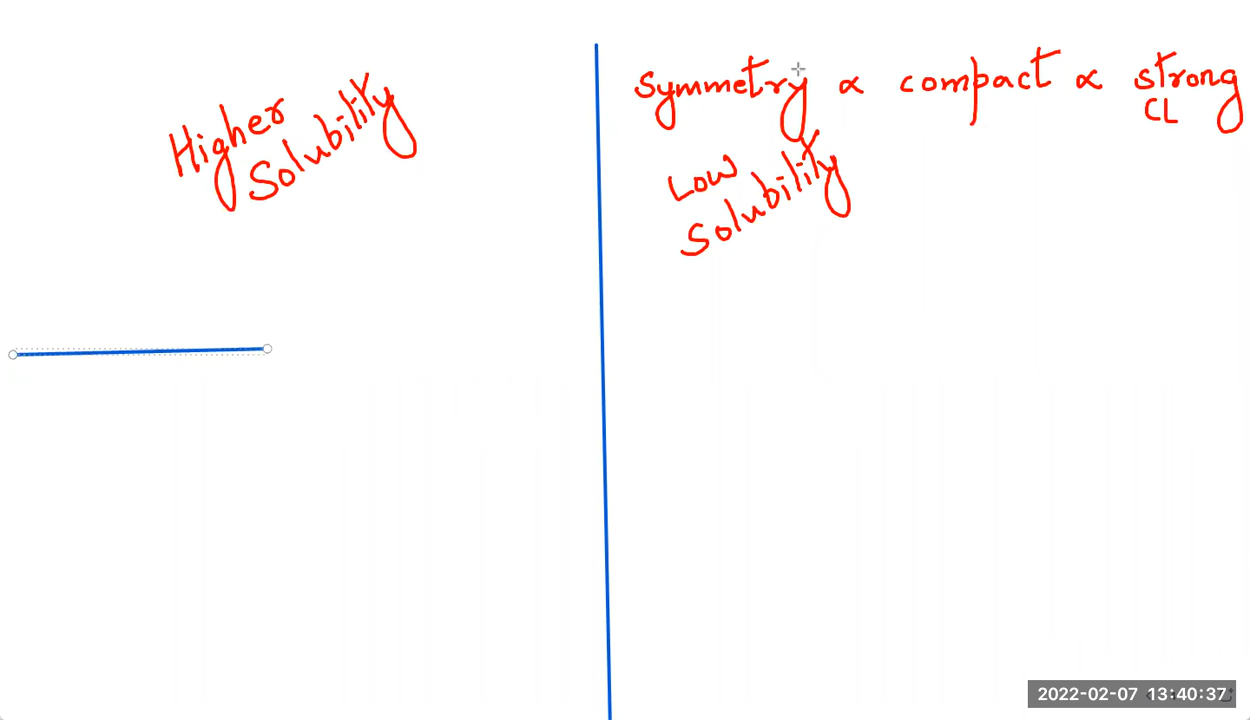 Higher
Solubility
Symmetry ∝ compact ∝ strong
CL
Low
Solubility
2022-02-07 13:40:37